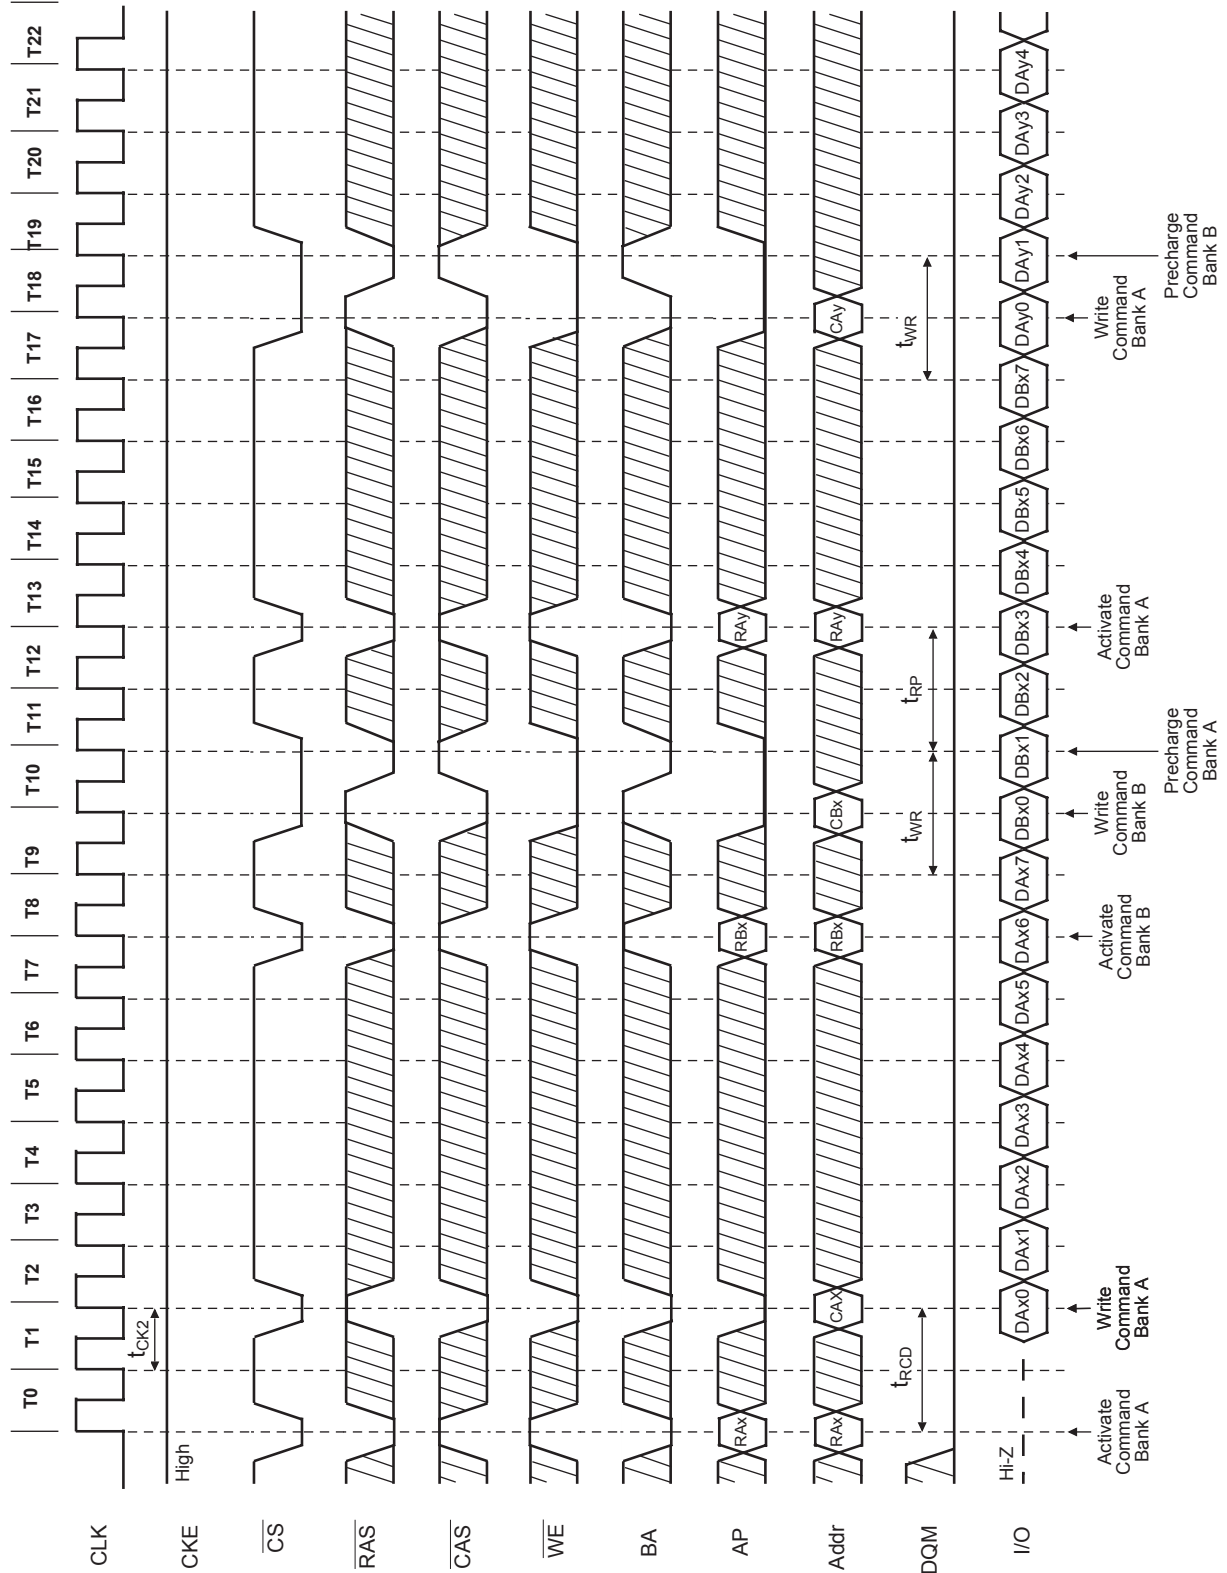 T0 T1 T2 T3 T4 T5 T6 T7 T8 T9 T10 T11 T12 T13 T14 T15 T16 T17 T18 T19 T20 T21 T22
CLK
tCK2
CKE
High
CS
RAS
CAS
WE
BA
AP
RAx RBx RAy
Addr
RAx CAX RBx CBx RAy CAy
DQM
tRCD tWR tRP tWR
I/O
Hi-Z
DAx0 DAx1 DAx2 DAx3 DAx4 DAx5 DAx6 DAx7 DBx0 DBx1 DBx2 DBx3 DBx4 DBx5 DBx6 DBx7 DAy0 DAy1 DAy2 DAy3 DAy4
Activate
Command
Bank A
Write
Command
Bank A
Activate
Command
Bank B
Write
Command
Bank B
Precharge
Command
Bank A
Activate
Command
Bank A
Write
Command
Bank A
Precharge
Command
Bank B